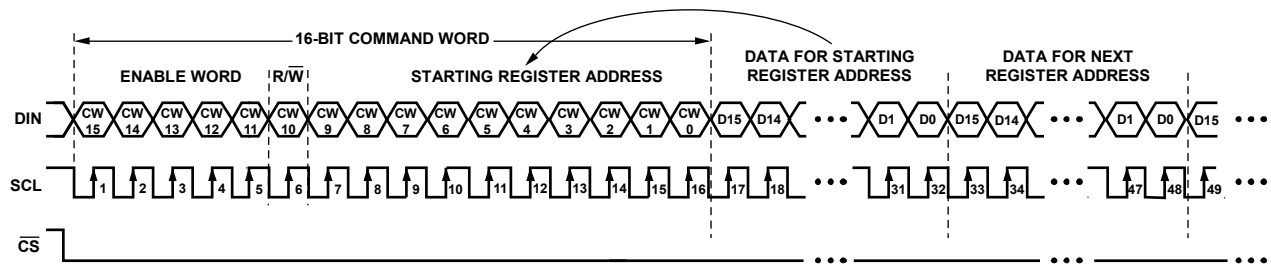 16-BIT COMMAND WORD
ENABLE WORD R/W̅ STARTING REGISTER ADDRESS DATA FOR STARTING REGISTER ADDRESS DATA FOR NEXT REGISTER ADDRESS
DIN CW 15 CW 14 CW 13 CW 12 CW 11 CW 10 CW 9 CW 8 CW 7 CW 6 CW 5 CW 4 CW 3 CW 2 CW 1 CW 0 D15 D14 ••• D1 D0 D15 D14 ••• D1 D0 D15 •••
SCL 1 2 3 4 5 6 7 8 9 10 11 12 13 14 15 16 17 18 ••• 31 32 33 34 ••• 47 48 49 •••
C̅S̅ ••• ••• •••